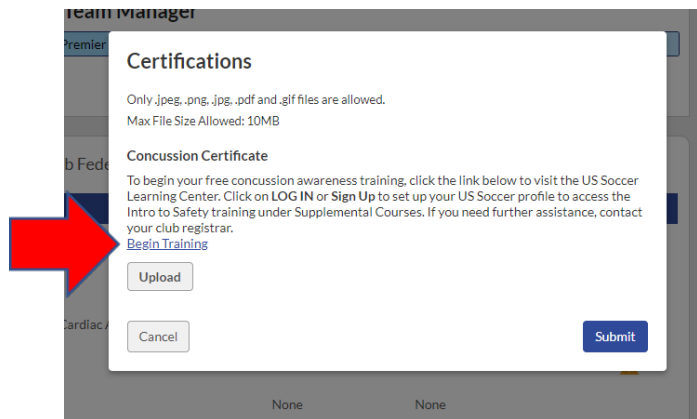 Team Manager
Premier
Certifications
Only .jpeg, .png, .jpg, .pdf and .gif files are allowed.
Max File Size Allowed: 10MB
b Fede
Concussion Certificate
To begin your free concussion awareness training, click the link below to visit the US Soccer
Learning Center. Click on LOG IN or Sign Up to set up your US Soccer profile to access the
Intro to Safety training under Supplemental Courses. If you need further assistance, contact
your club registrar.
Begin Training
Upload
Cardiac A
Cancel
Submit
None None